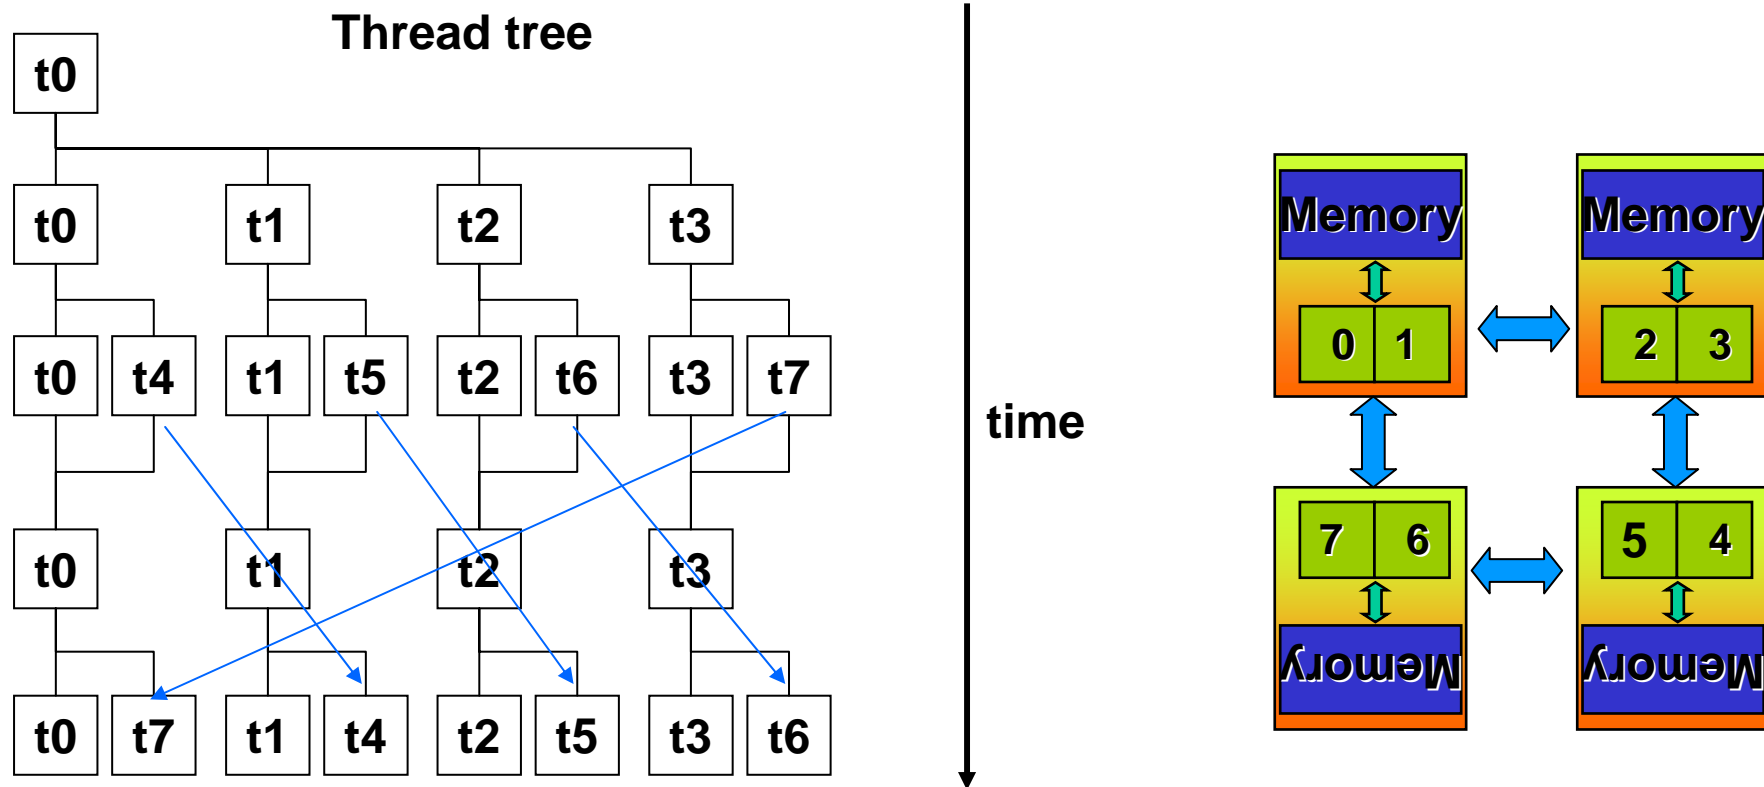 Thread tree
t0
t0 t1 t2 t3
t0 t4 t1 t5 t2 t6 t3 t7
t0 t1 t2 t3
t0 t7 t1 t4 t2 t5 t3 t6
time
Memory Memory
0 1 2 3
7 6 5 4
Memory Memory